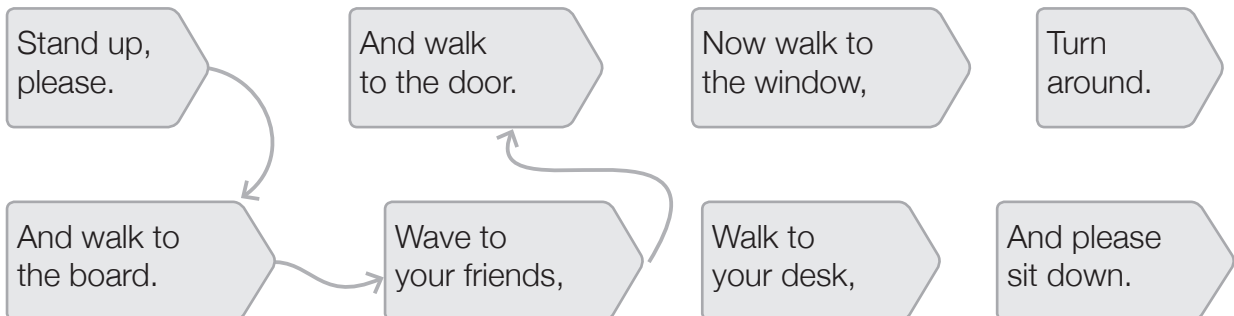 Stand up,
please.
And walk
to the door.
Now walk to
the window,
Turn
around.
And walk to
the board.
Wave to
your friends,
Walk to
your desk,
And please
sit down.